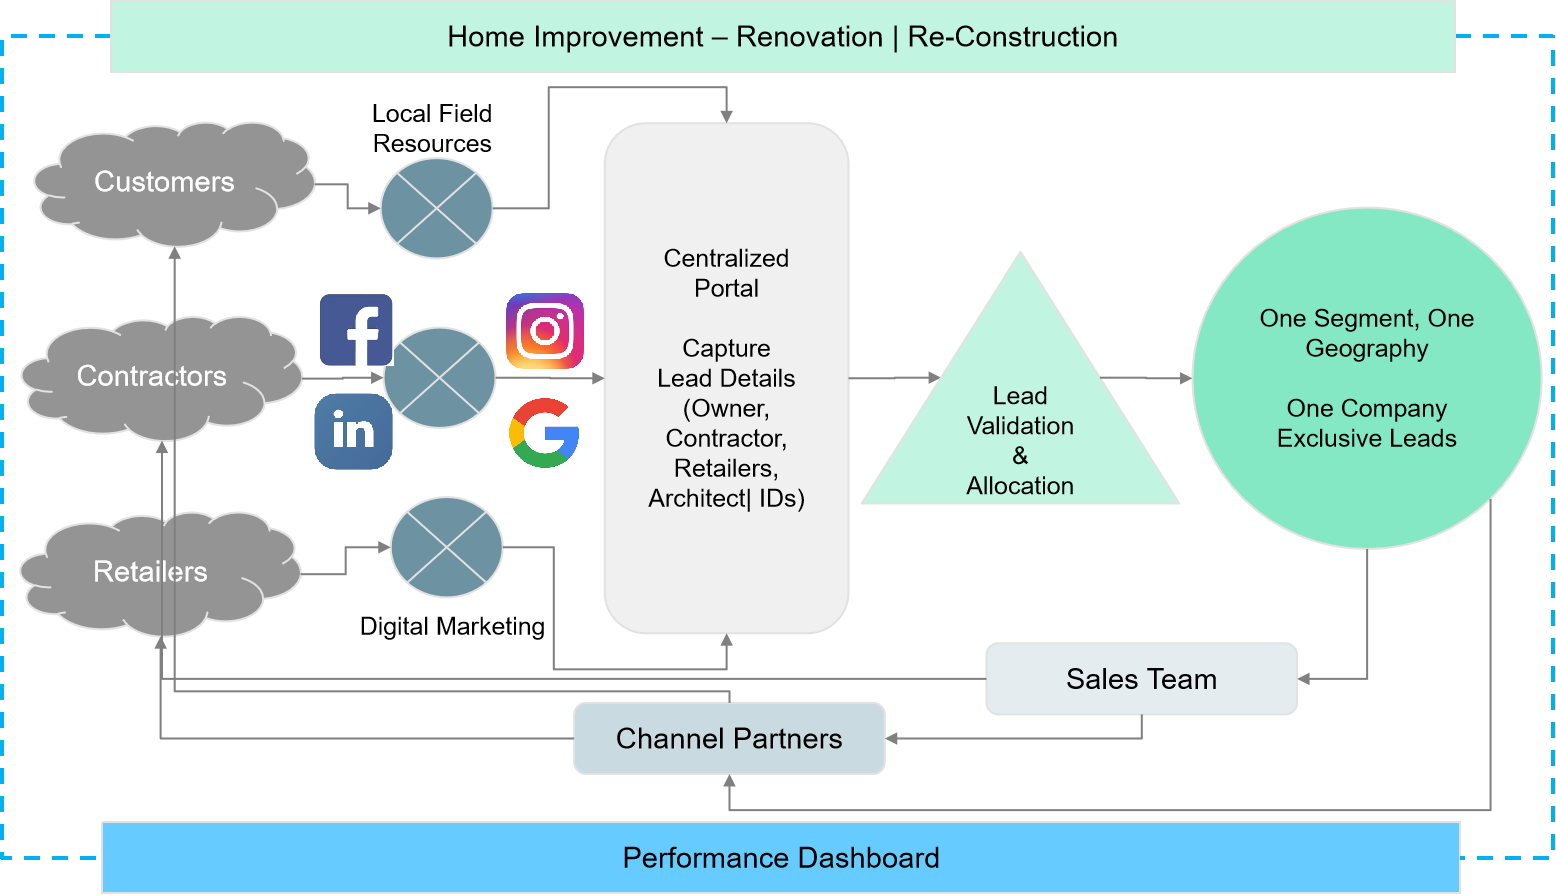 Home Improvement – Renovation | Re-Construction
Local Field
Resources
Customers
Contractors
in
Retailers
Digital Marketing
Centralized
Portal
Capture
Lead Details
(Owner,
Contractor,
Retailers,
Architect| IDs)
Lead
Validation
&
Allocation
One Segment, One
Geography
One Company
Exclusive Leads
Sales Team
Channel Partners
Performance Dashboard